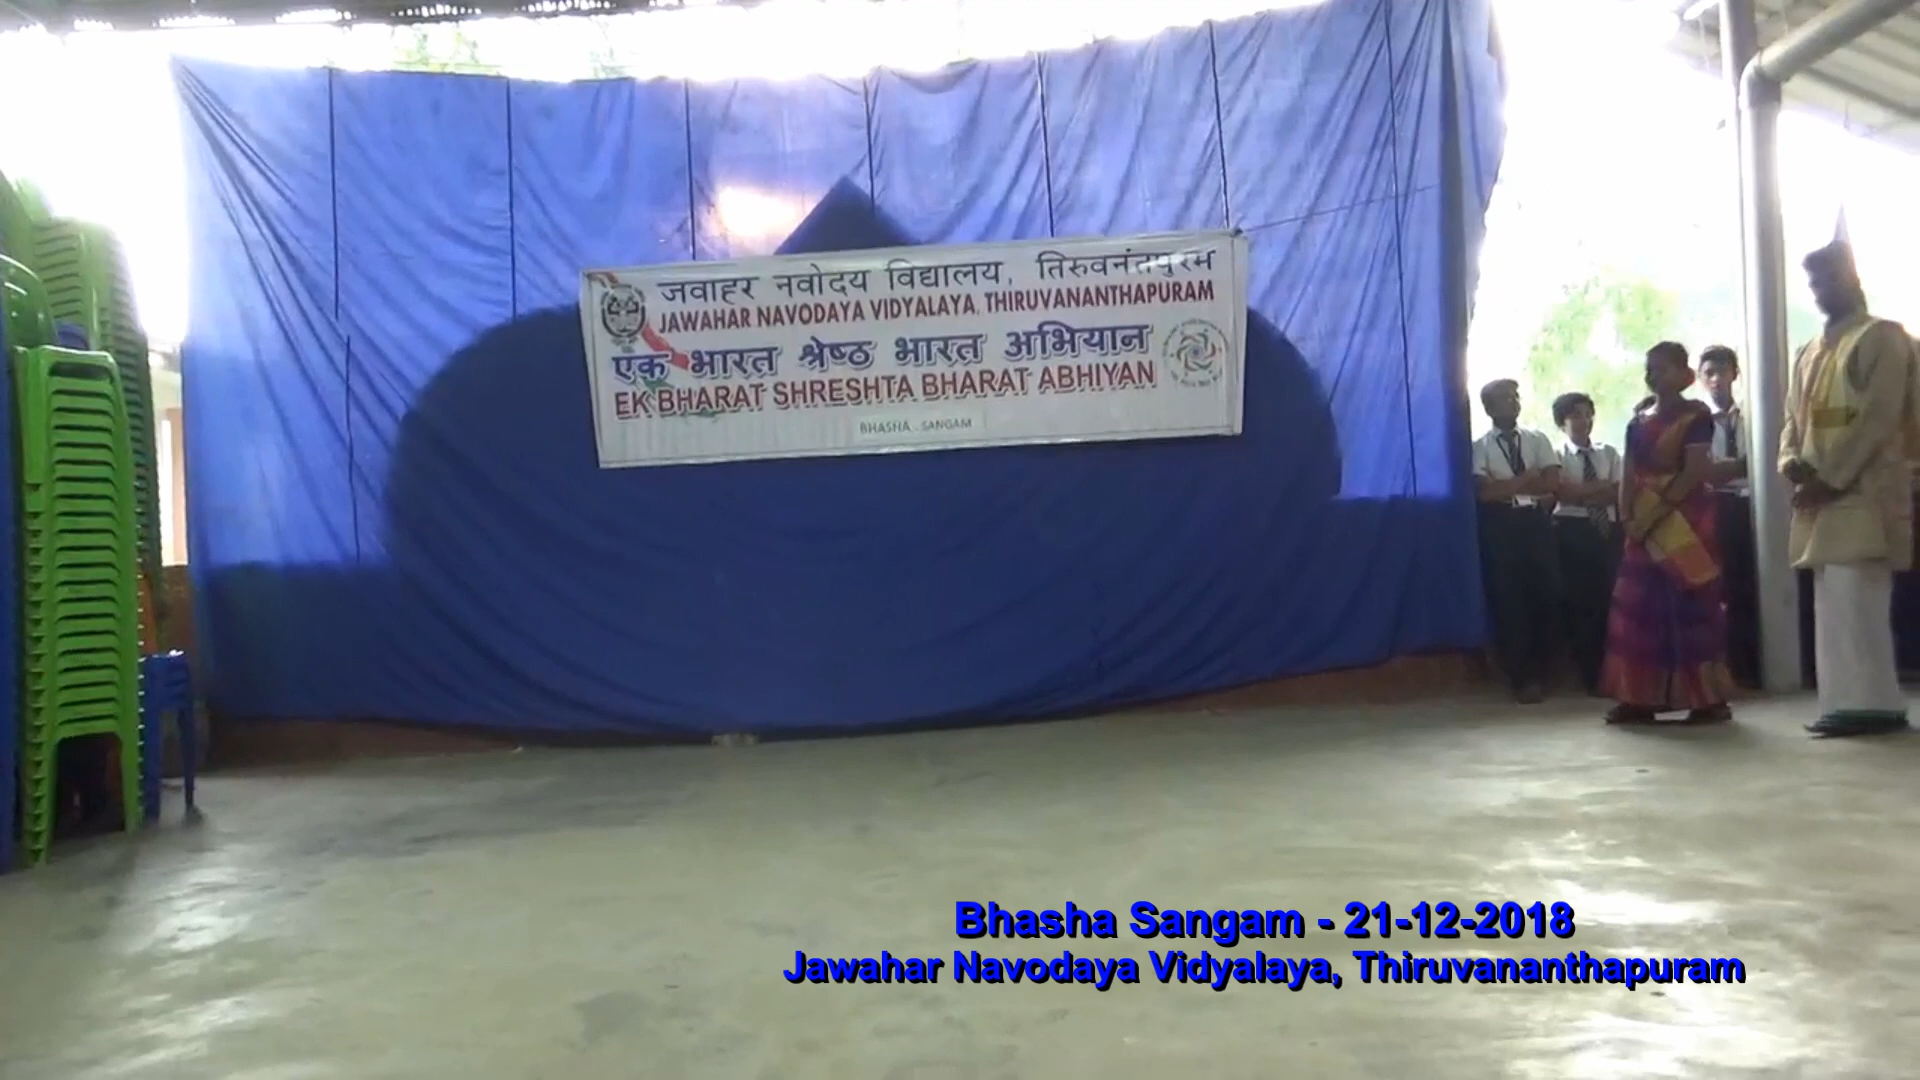 जवाहर नवोदय विद्यालय, तिरुवनंतपुरम
JAWAHAR NAVODAYA VIDYALAYA, THIRUVANANTHAPURAM
एक भारत श्रेष्ठ भारत अभियान
EK BHARAT SHRESHTA BHARAT ABHIYAN
BHASHA - SANGAM
Bhasha Sangam - 21-12-2018
Jawahar Navodaya Vidyalaya, Thiruvananthapuram